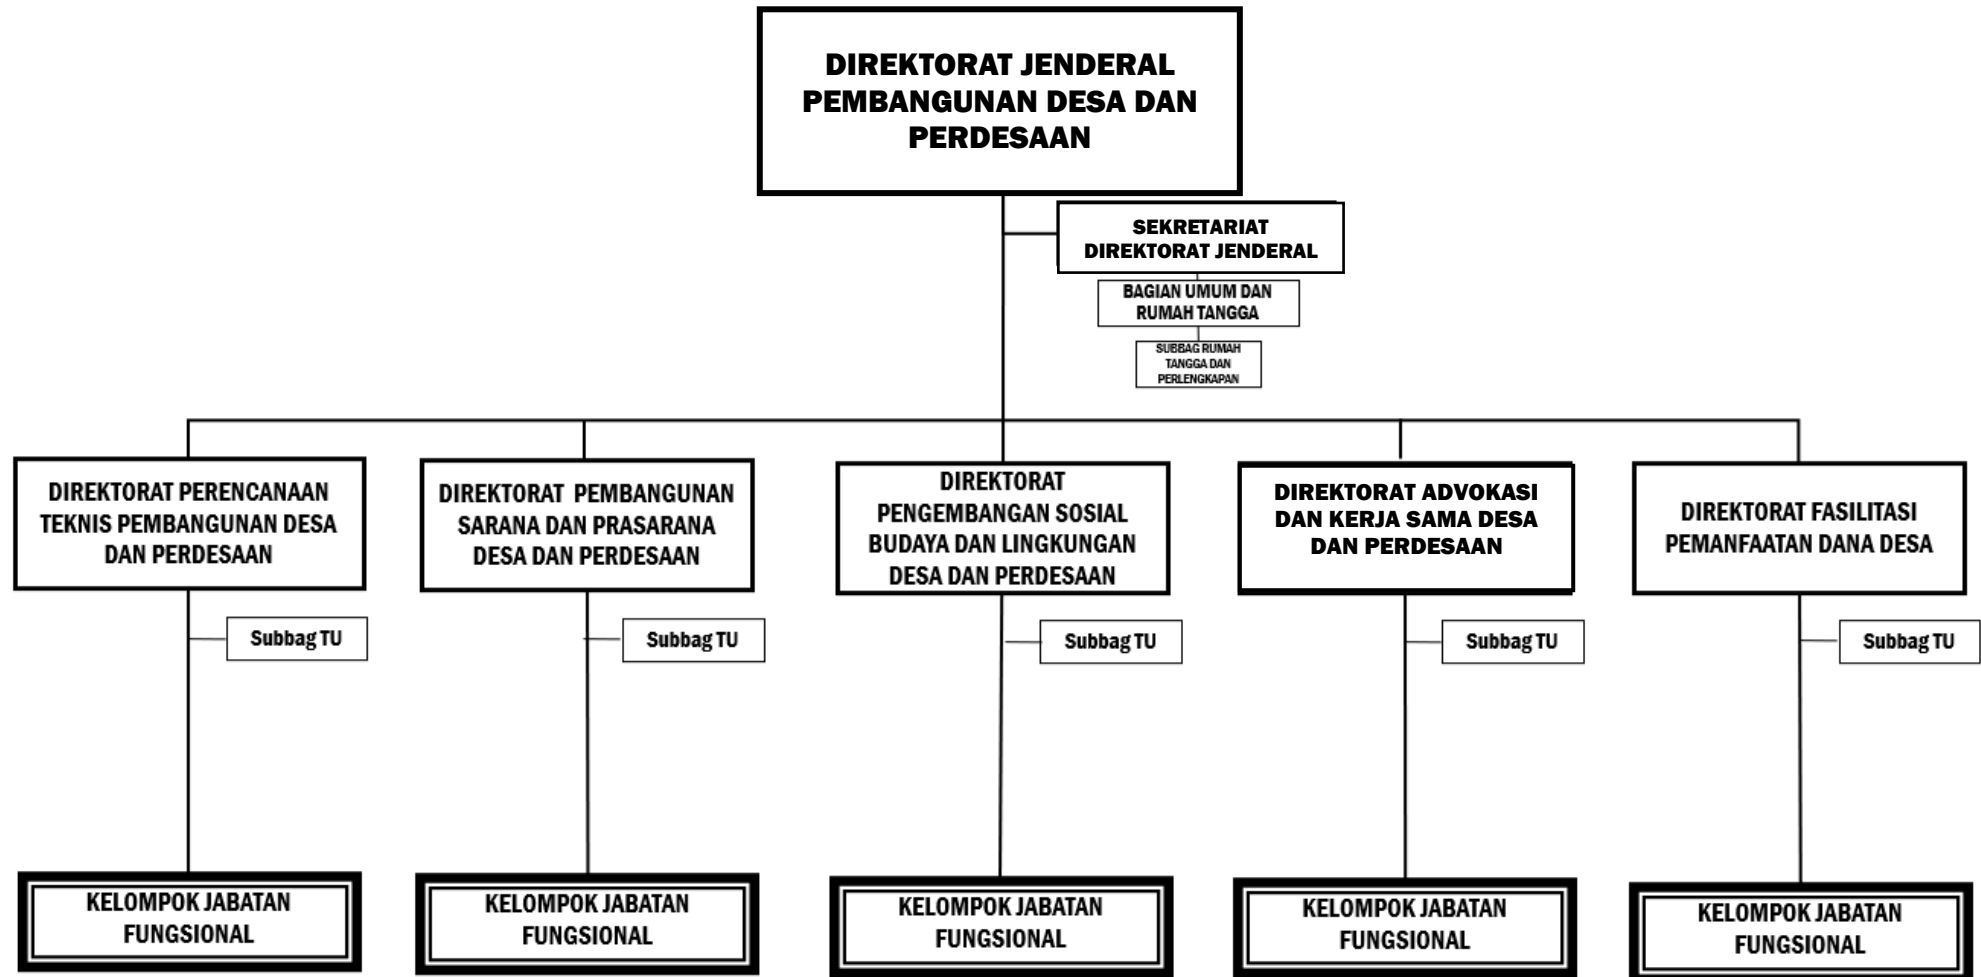 DIREKTORAT JENDERAL
PEMBANGUNAN DESA DAN
PERDESAAN
SEKRETARIAT
DIREKTORAT JENDERAL
BAGIAN UMUM DAN
RUMAH TANGGA
SUBBAG RUMAH
TANGGA DAN
PERLENGKAPAN
DIREKTORAT PERENCANAAN
TEKNIS PEMBANGUNAN DESA
DAN PERDESAAN
DIREKTORAT PEMBANGUNAN
SARANA DAN PRASARANA
DESA DAN PERDESAAN
DIREKTORAT
PENGEMBANGAN SOSIAL
BUDAYA DAN LINGKUNGAN
DESA DAN PERDESAAN
DIREKTORAT ADVOKASI
DAN KERJA SAMA DESA
DAN PERDESAAN
DIREKTORAT FASILITASI
PEMANFAATAN DANA DESA
Subbag TU
Subbag TU
Subbag TU
Subbag TU
Subbag TU
KELOMPOK JABATAN
FUNGSIONAL
KELOMPOK JABATAN
FUNGSIONAL
KELOMPOK JABATAN
FUNGSIONAL
KELOMPOK JABATAN
FUNGSIONAL
KELOMPOK JABATAN
FUNGSIONAL